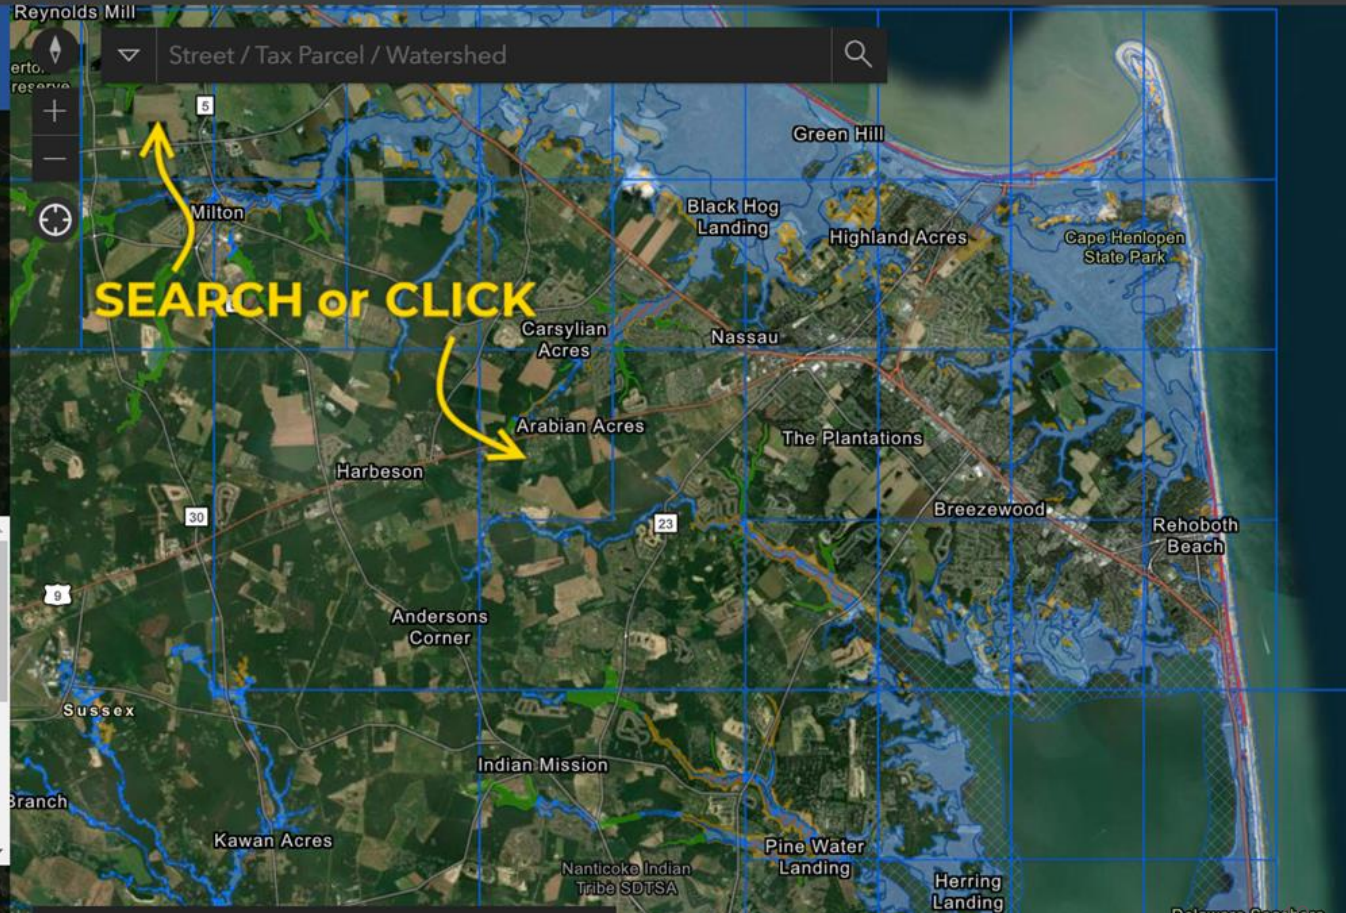 Reynolds Mill
Street / Tax Parcel / Watershed
reserve
5
Green Hill
Milton
Black Hog
Landing
Highland Acres
Cape Henlopen
State Park
SEARCH or CLICK
Carsylian
Acres
Nassau
Arabian Acres
The Plantations
Harbeson
30
23
Breezewood
Rehoboth
Beach
9
Andersons
Corner
Sussex
Indian Mission
Branch
Kawan Acres
Pine Water
Landing
Nanticoke Indian
Tribe SDTSA
Herring
Landing